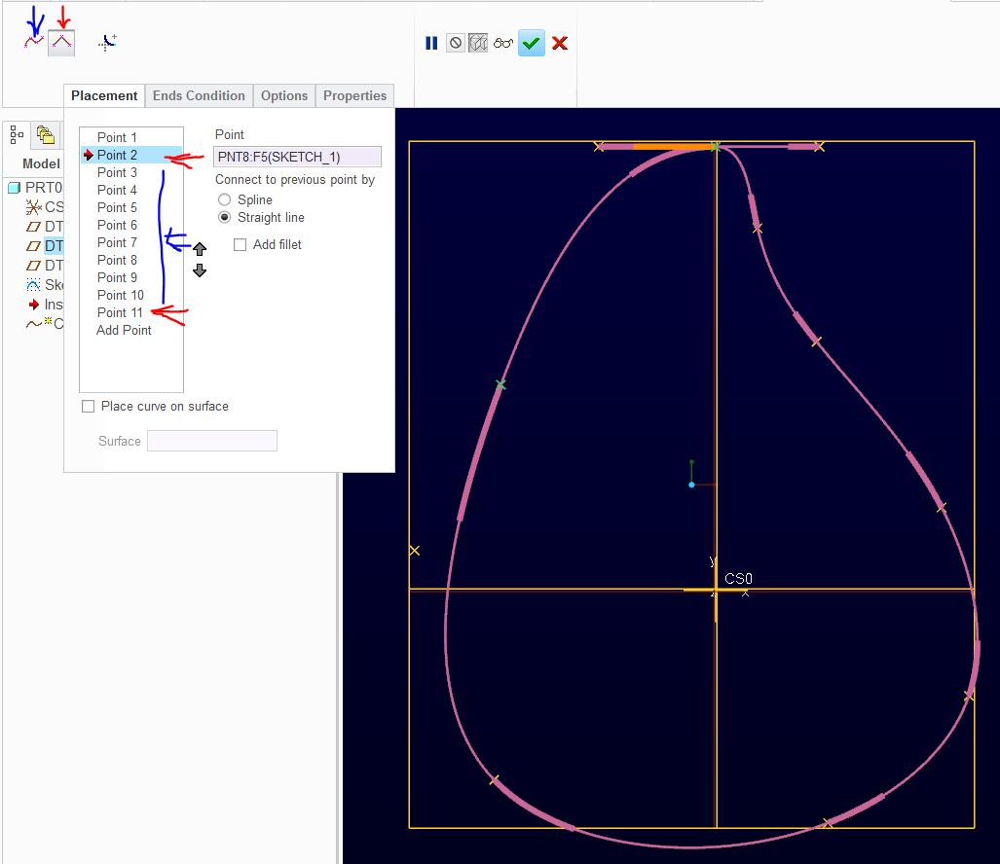 Placement Ends Condition Options Properties
Point 1
Point 2
Point 3
Point 4
Point 5
Point 6
Point 7
Point 8
Point 9
Point 10
Point 11
Add Point
Point
PNT8:F5(SKETCH_1)
Connect to previous point by
Spline
Straight line
Add fillet
Place curve on surface
Surface
Model
PRT0
CS
DT
DT
DT
Ske
Ins
C
y
CS0
x